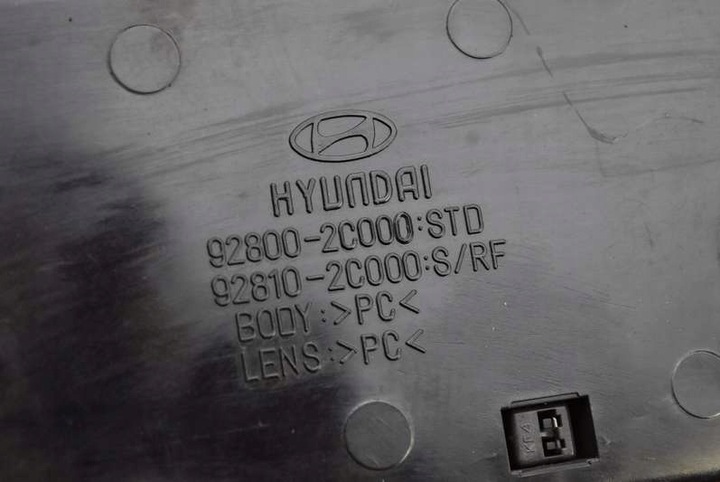 HYUNDAI
92800-2C000:STD
92810-2C000:S/RF
BODY:>PC<
LENS:>PC<